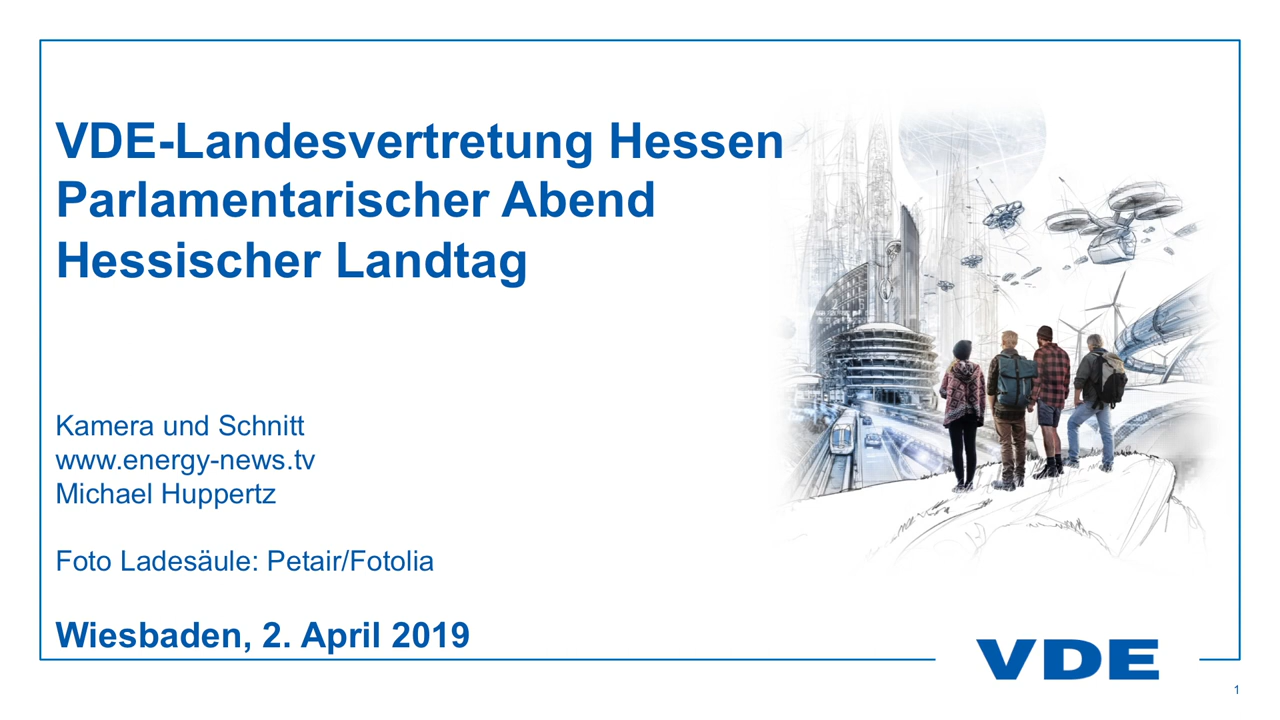 VDE-Landesvertretung Hessen
Parlamentarischer Abend
Hessischer Landtag
Kamera und Schnitt
www.energy-news.tv
Michael Huppertz
Foto Ladesäule: Petair/Fotolia
Wiesbaden, 2. April 2019
VDE
1